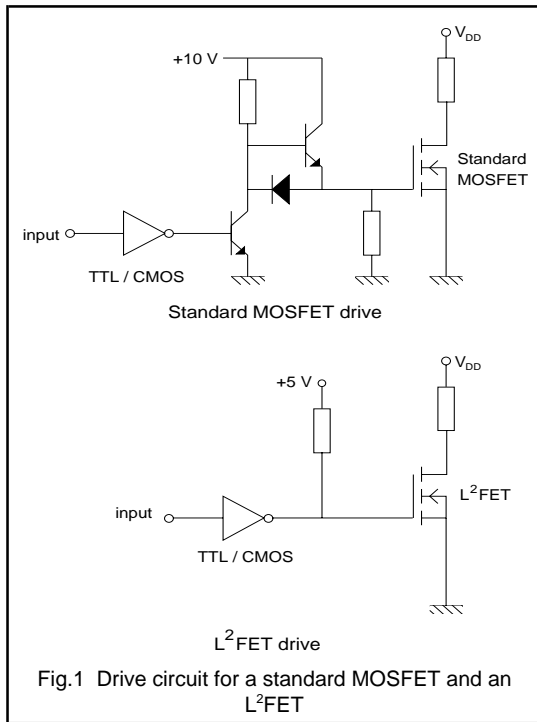 V_DD
+10 V
Standard
MOSFET
input
TTL / CMOS
Standard MOSFET drive
V_DD
+5 V
L²FET
input
TTL / CMOS
L²FET drive
Fig.1 Drive circuit for a standard MOSFET and an
L²FET